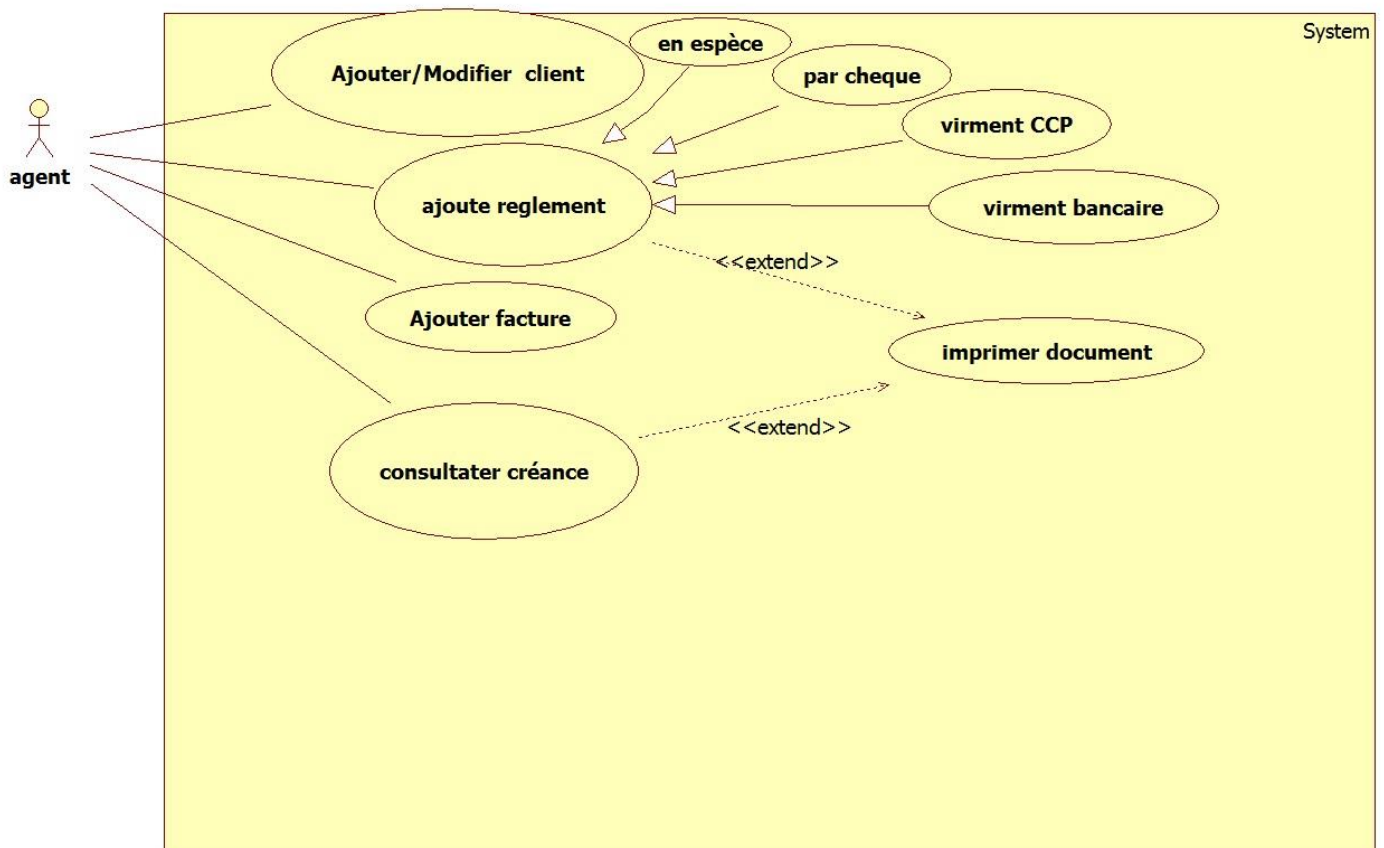 System
en espèce
Ajouter/Modifier client
par cheque
virment CCP
agent
ajoute reglement
virment bancaire
<<extend>>
Ajouter facture
imprimer document
<<extend>>
consultater créance